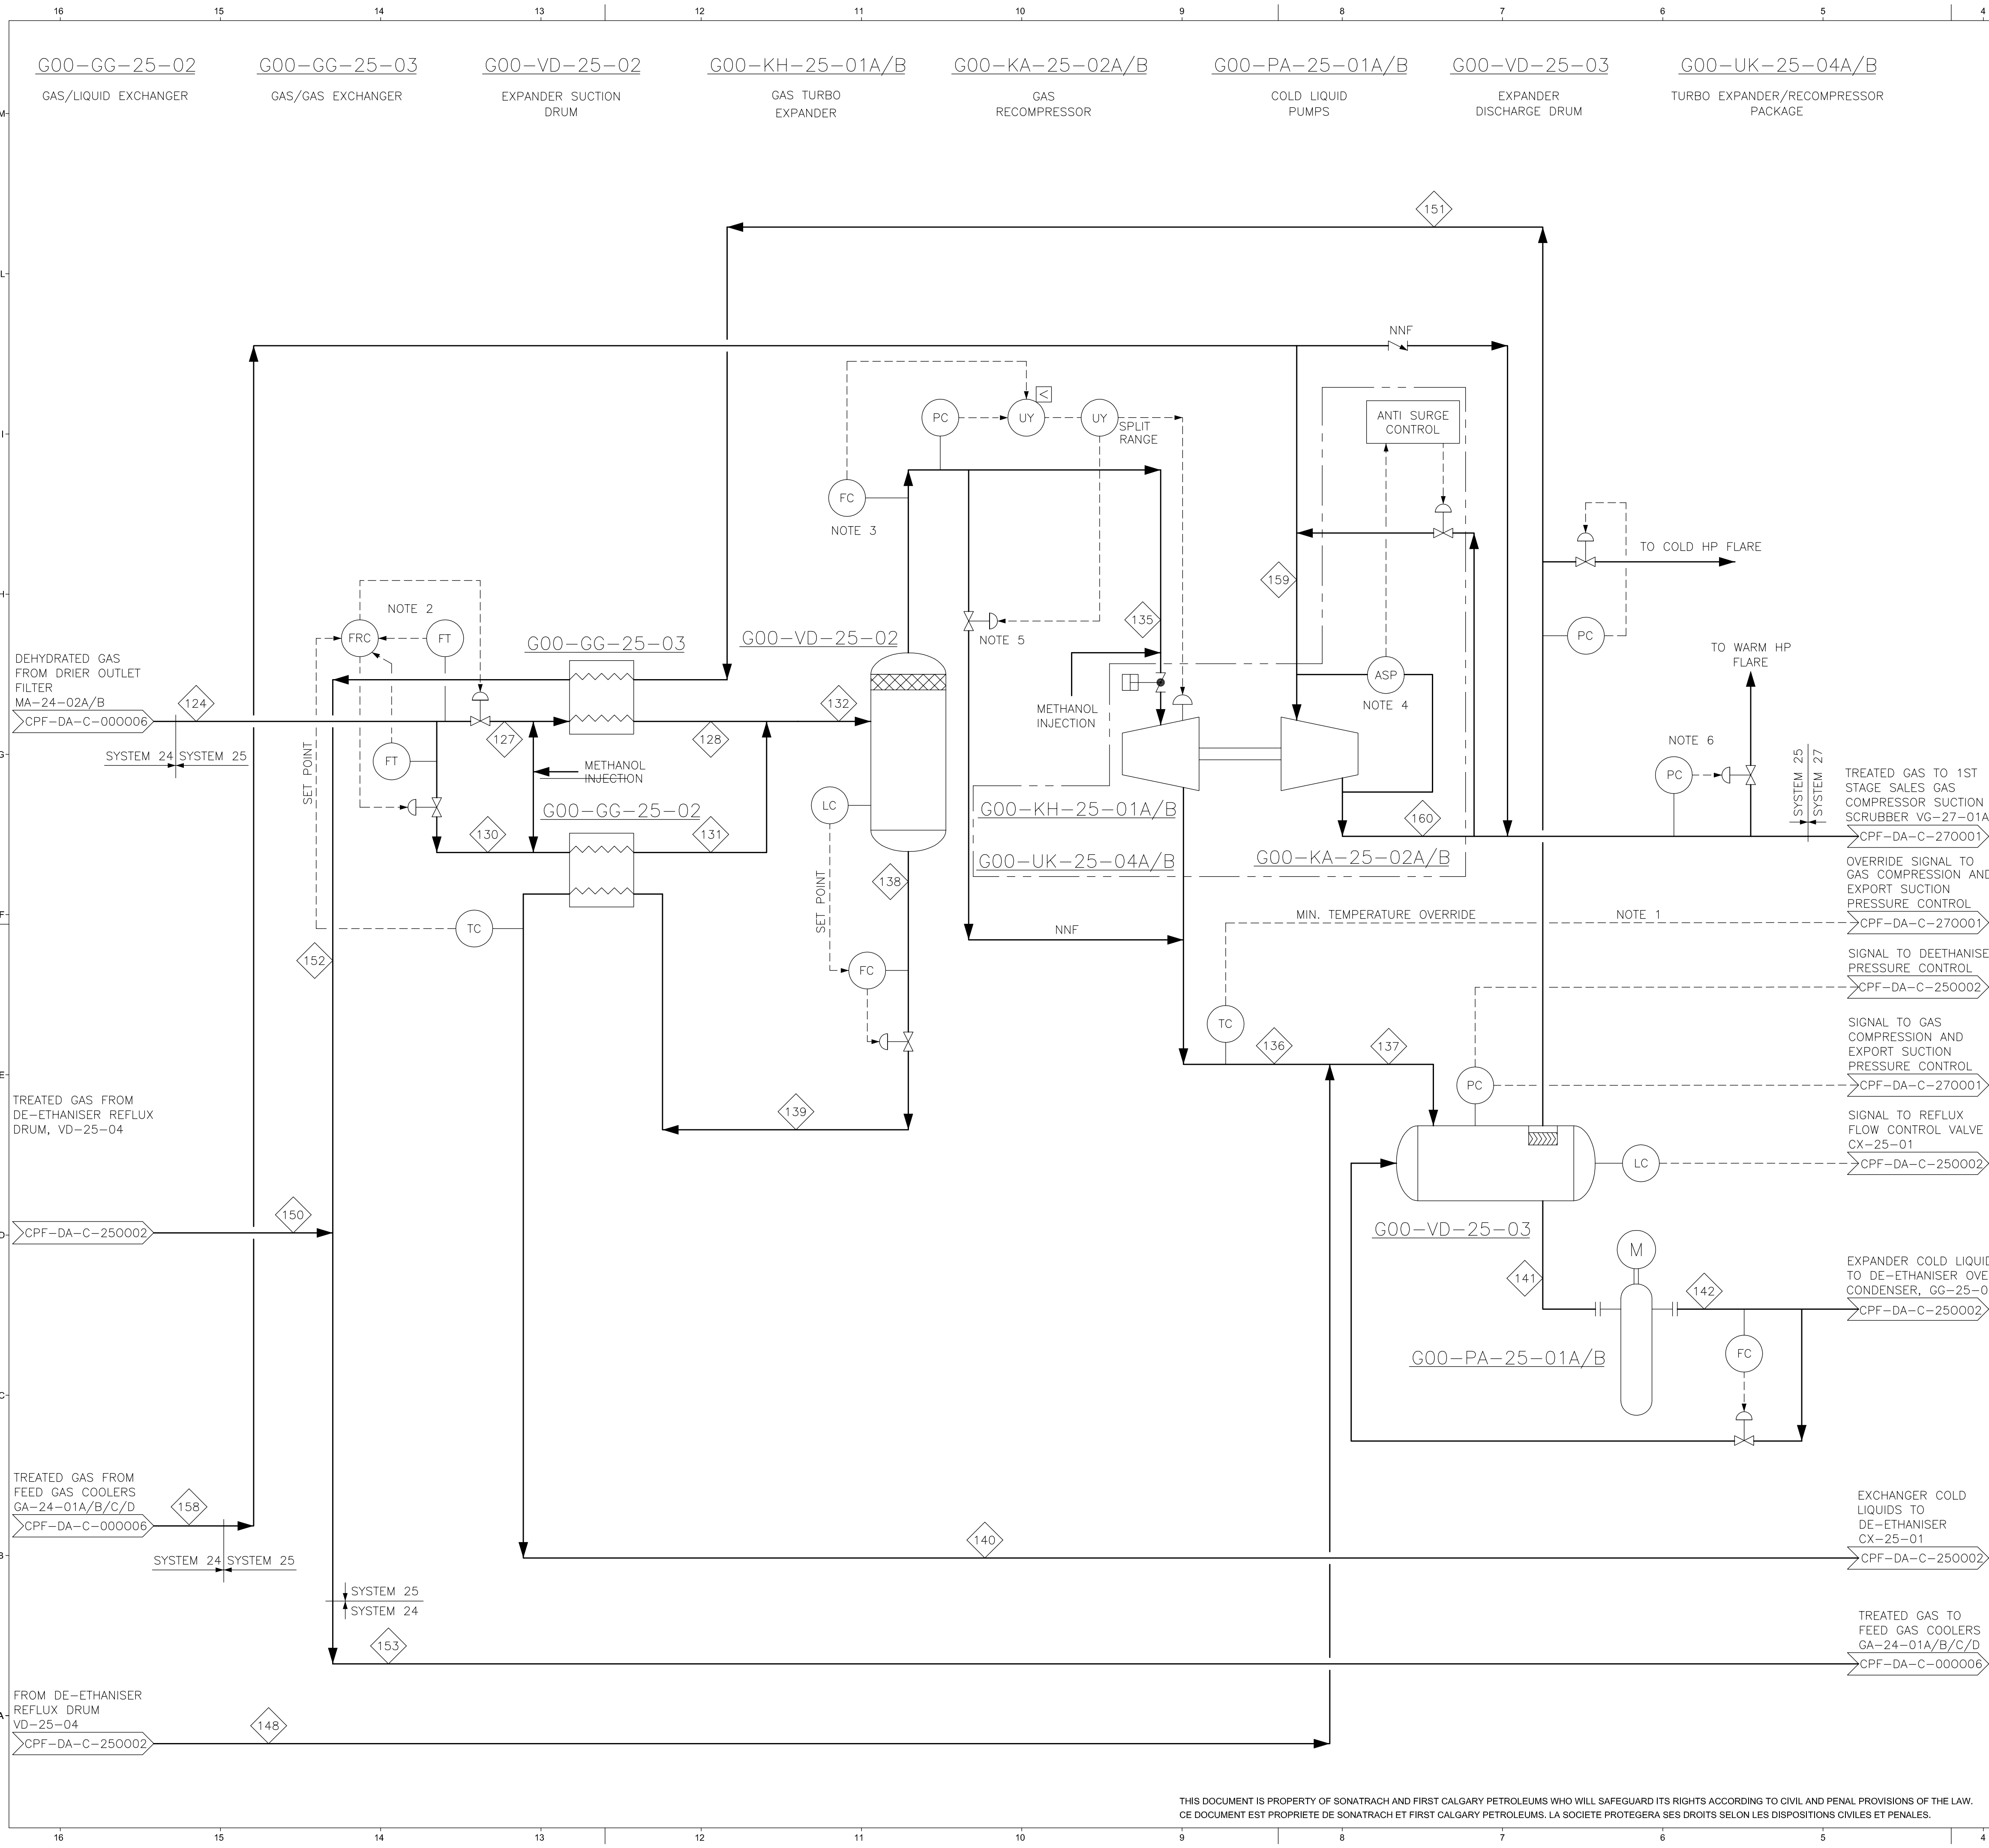 16 15 14 13 12 11 10 9 8 7 6 5 4
G00-GG-25-02
GAS/LIQUID EXCHANGER
G00-GG-25-03
GAS/GAS EXCHANGER
G00-VD-25-02
EXPANDER SUCTION
DRUM
G00-KH-25-01A/B
GAS TURBO
EXPANDER
G00-KA-25-02A/B
GAS
RECOMPRESSOR
G00-PA-25-01A/B
COLD LIQUID
PUMPS
G00-VD-25-03
EXPANDER
DISCHARGE DRUM
G00-UK-25-04A/B
TURBO EXPANDER/RECOMPRESSOR
PACKAGE
M
L
I
H
G
F
E
D
C
B
A
151
NNF
PC
UY
<
UY
SPLIT
RANGE
FC
NOTE 3
ANTI SURGE
CONTROL
TO COLD HP FLARE
PC
159
135
NOTE 5
NOTE 2
FRC
FT
G00-GG-25-03
G00-VD-25-02
ASP
NOTE 4
METHANOL
INJECTION
TO WARM HP
FLARE
DEHYDRATED GAS
FROM DRIER OUTLET
FILTER
MA-24-02A/B
CPF-DA-C-000006
124
SYSTEM 24
SYSTEM 25
SET POINT
FT
127
128
132
METHANOL
INJECTION
G00-GG-25-02
130
131
LC
SET POINT
138
FC
G00-KH-25-01A/B
G00-UK-25-04A/B
G00-KA-25-02A/B
160
NOTE 6
PC
SYSTEM 25
SYSTEM 27
TREATED GAS TO 1ST
STAGE SALES GAS
COMPRESSOR SUCTION
SCRUBBER VG-27-01A
CPF-DA-C-270001
OVERRIDE SIGNAL TO
GAS COMPRESSION AND
EXPORT SUCTION
PRESSURE CONTROL
CPF-DA-C-270001
MIN. TEMPERATURE OVERRIDE
NOTE 1
NNF
TC
152
TC
136
137
SIGNAL TO DEETHANISE
PRESSURE CONTROL
CPF-DA-C-250002
SIGNAL TO GAS
COMPRESSION AND
EXPORT SUCTION
PRESSURE CONTROL
CPF-DA-C-270001
PC
139
TREATED GAS FROM
DE-ETHANISER REFLUX
DRUM, VD-25-04
CPF-DA-C-250002
150
SIGNAL TO REFLUX
FLOW CONTROL VALVE
CX-25-01
CPF-DA-C-250002
LC
G00-VD-25-03
M
141
142
EXPANDER COLD LIQUID
TO DE-ETHANISER OVE
CONDENSER, GG-25-0
CPF-DA-C-250002
G00-PA-25-01A/B
FC
TREATED GAS FROM
FEED GAS COOLERS
GA-24-01A/B/C/D
CPF-DA-C-000006
158
SYSTEM 24
SYSTEM 25
140
EXCHANGER COLD
LIQUIDS TO
DE-ETHANISER
CX-25-01
CPF-DA-C-250002
SYSTEM 25
SYSTEM 24
153
TREATED GAS TO
FEED GAS COOLERS
GA-24-01A/B/C/D
CPF-DA-C-000006
FROM DE-ETHANISER
REFLUX DRUM
VD-25-04
CPF-DA-C-250002
148
THIS DOCUMENT IS PROPERTY OF SONATRACH AND FIRST CALGARY PETROLEUMS WHO WILL SAFEGUARD ITS RIGHTS ACCORDING TO CIVIL AND PENAL PROVISIONS OF THE LAW.
CE DOCUMENT EST PROPRIETE DE SONATRACH ET FIRST CALGARY PETROLEUMS. LA SOCIETE PROTEGERA SES DROITS SELON LES DISPOSITIONS CIVILES ET PENALES.
16 15 14 13 12 11 10 9 8 7 6 5 4